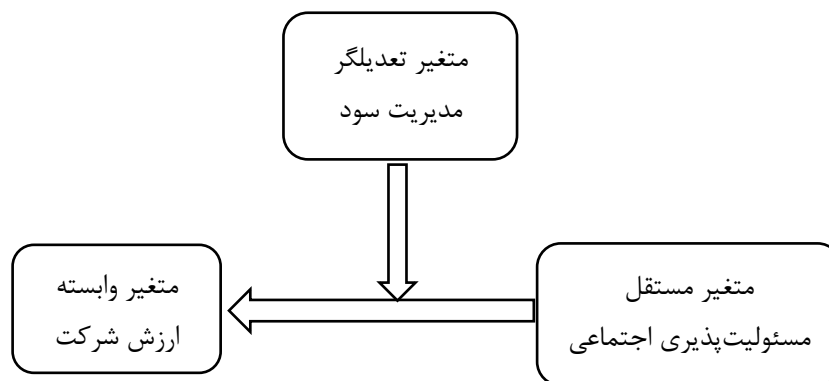 متغیر تعدیلگر
مدیریت سود
متغیر مستقل
مسئولیت‌پذیری اجتماعی
متغیر وابسته
ارزش شرکت